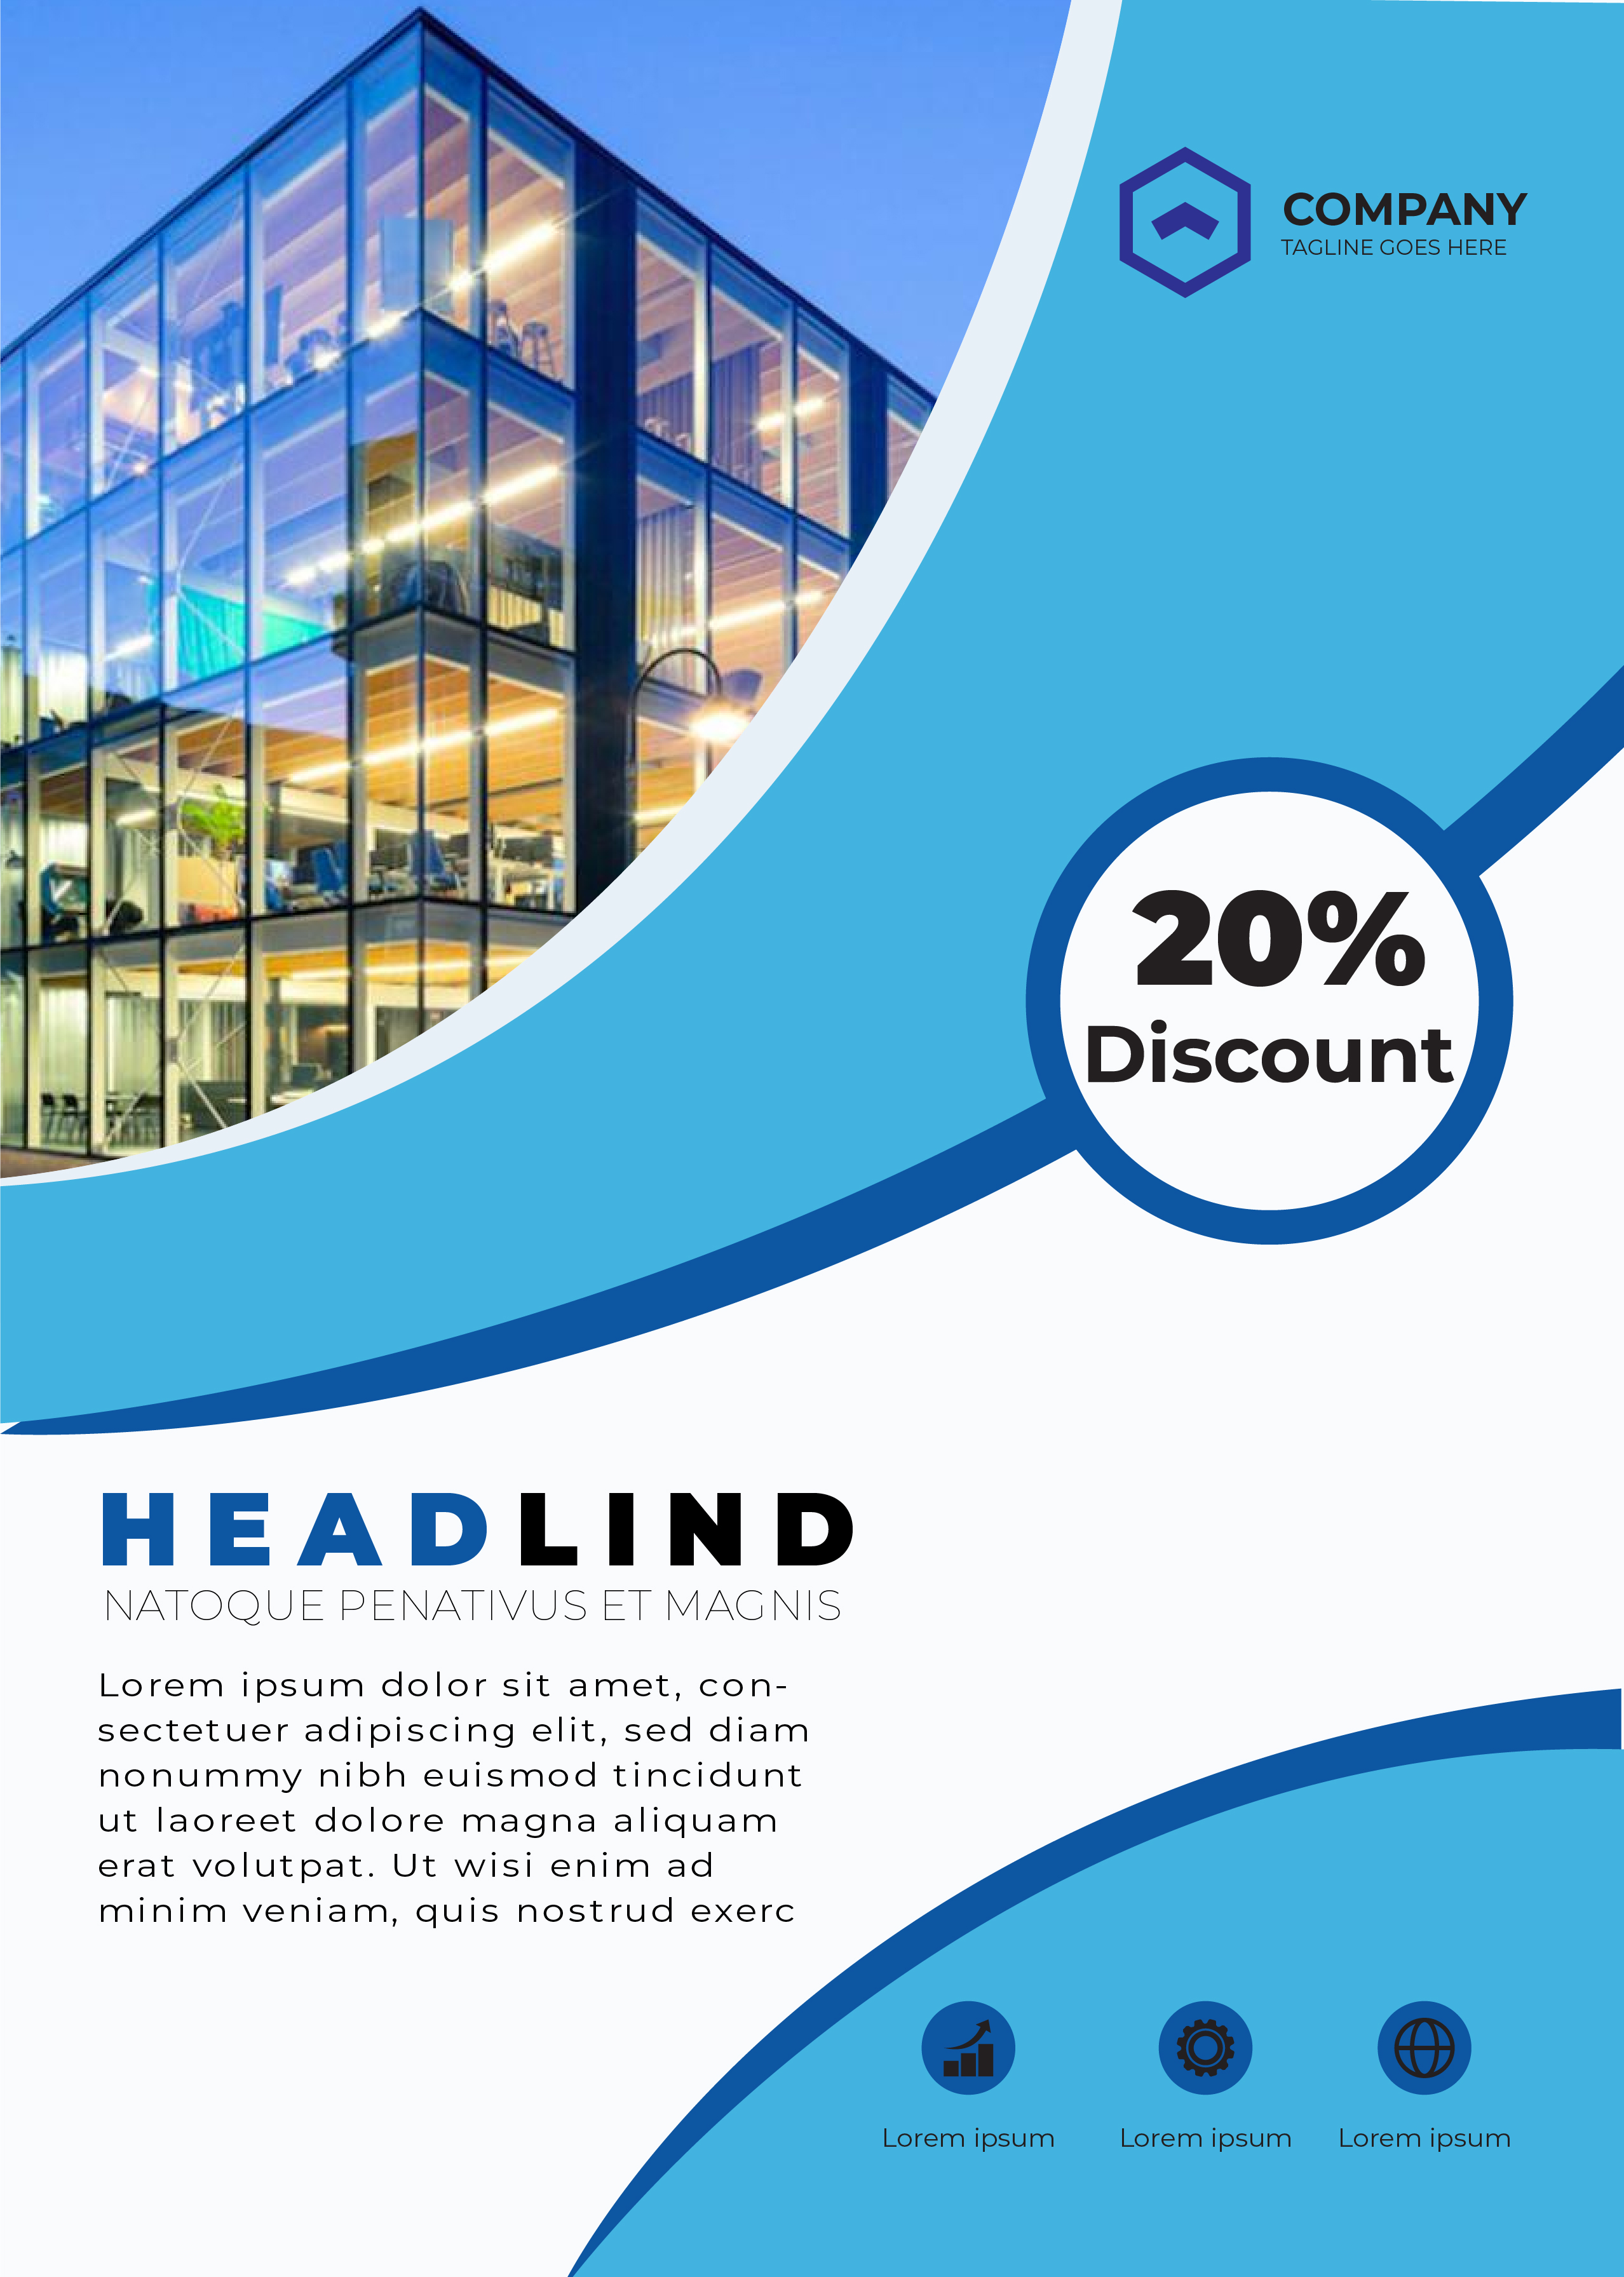 COMPANY
TAGLINE GOES HERE
20%
Discount
HEADLIND
NATOQUE PENATIVUS ET MAGNIS
Lorem ipsum dolor sit amet, con-
sectetuer adipiscing elit, sed diam
nonummy nibh euismod tincidunt
ut laoreet dolore magna aliquam
erat volutpat. Ut wisi enim ad
minim veniam, quis nostrud exerc
Lorem ipsum
Lorem ipsum
Lorem ipsum